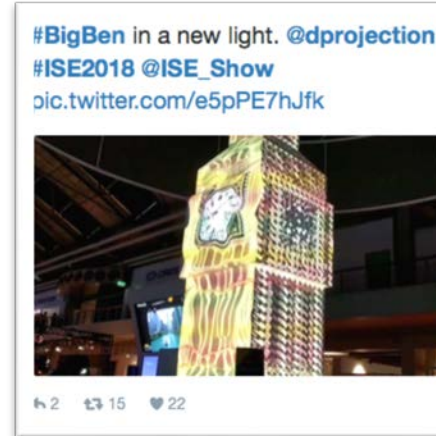 #BigBen in a new light. @dprojection
#ISE2018 @ISE_Show
pic.twitter.com/e5pPE7hJfk
2 15 22